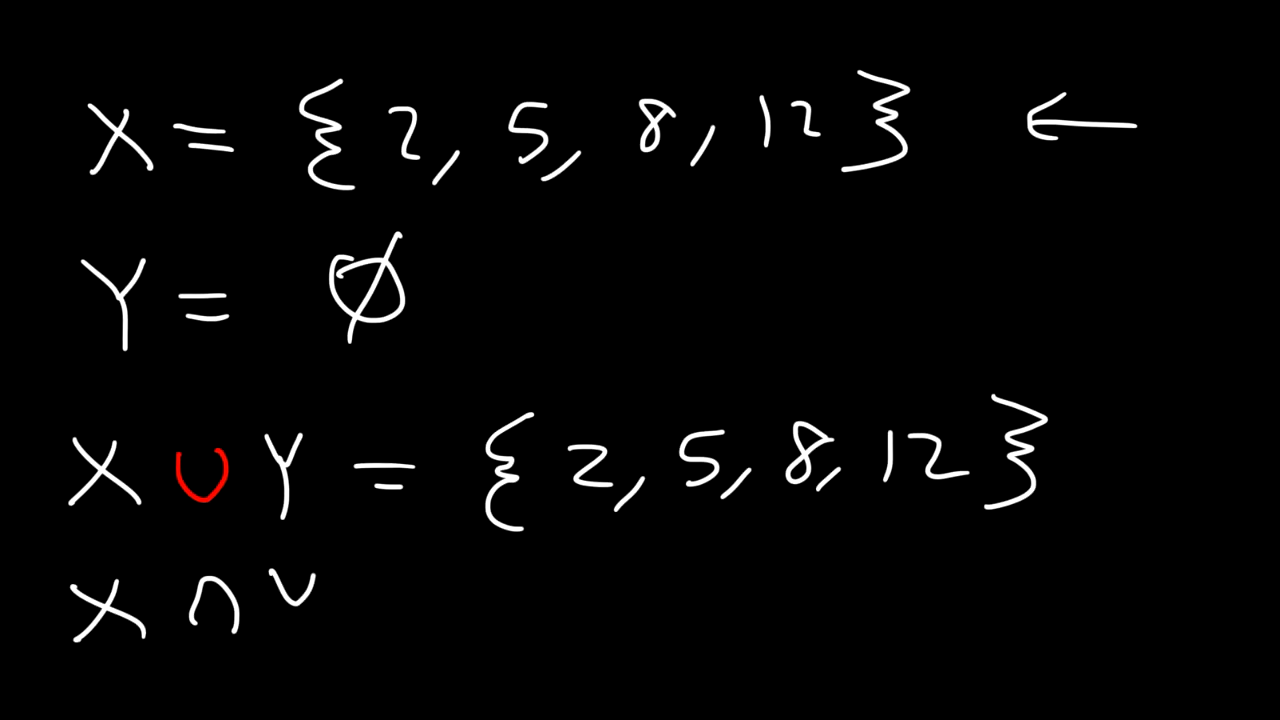 X = { 2, 5, 8, 12 } ←
Y = ∅
X ∪ Y = { 2, 5, 8, 12 }
X ∩